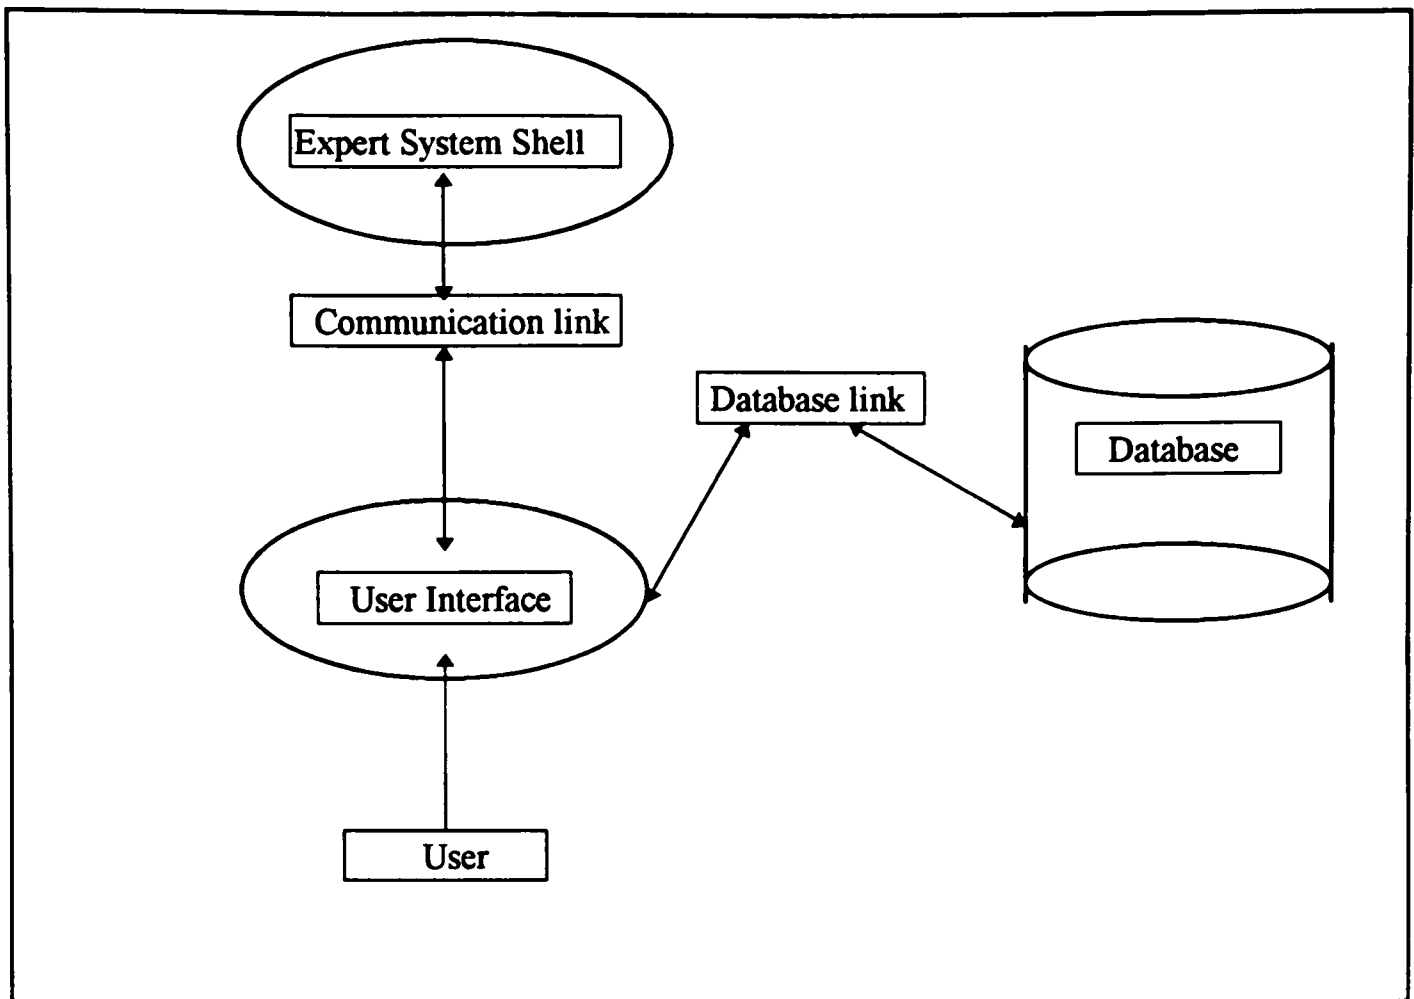 Expert System Shell
Communication link
Database link
Database
User Interface
User